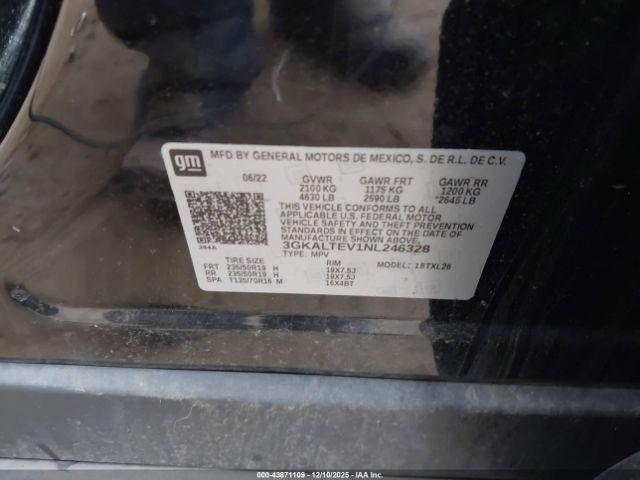 gm MFD BY GENERAL MOTORS DE MEXICO, S. DE R.L. DE C.V.
06/22 GVWR GAWR FRT GAWR RR
2100 KG 1175 KG 1200 KG
4630 LB 2590 LB *2645 LB
THIS VEHICLE CONFORMS TO ALL
APPLICABLE U.S. FEDERAL MOTOR
VEHICLE SAFETY AND THEFT PREVENTION
STANDARDS IN EFFECT ON THE DATE OF
MANUFACTURE SHOWN ABOVE.
3GKALTEV1NL246328
TYPE: MPV MODEL: 1BTXL26
TIRE SIZE RIM
FRT 235/50R19 H 19X7.5J
RR 235/50R19 H 19X7.5J
SPA T135/70R16 M 16X4BT
© IAA 00-43871109 - 12/10/2025 - IAAI.COM